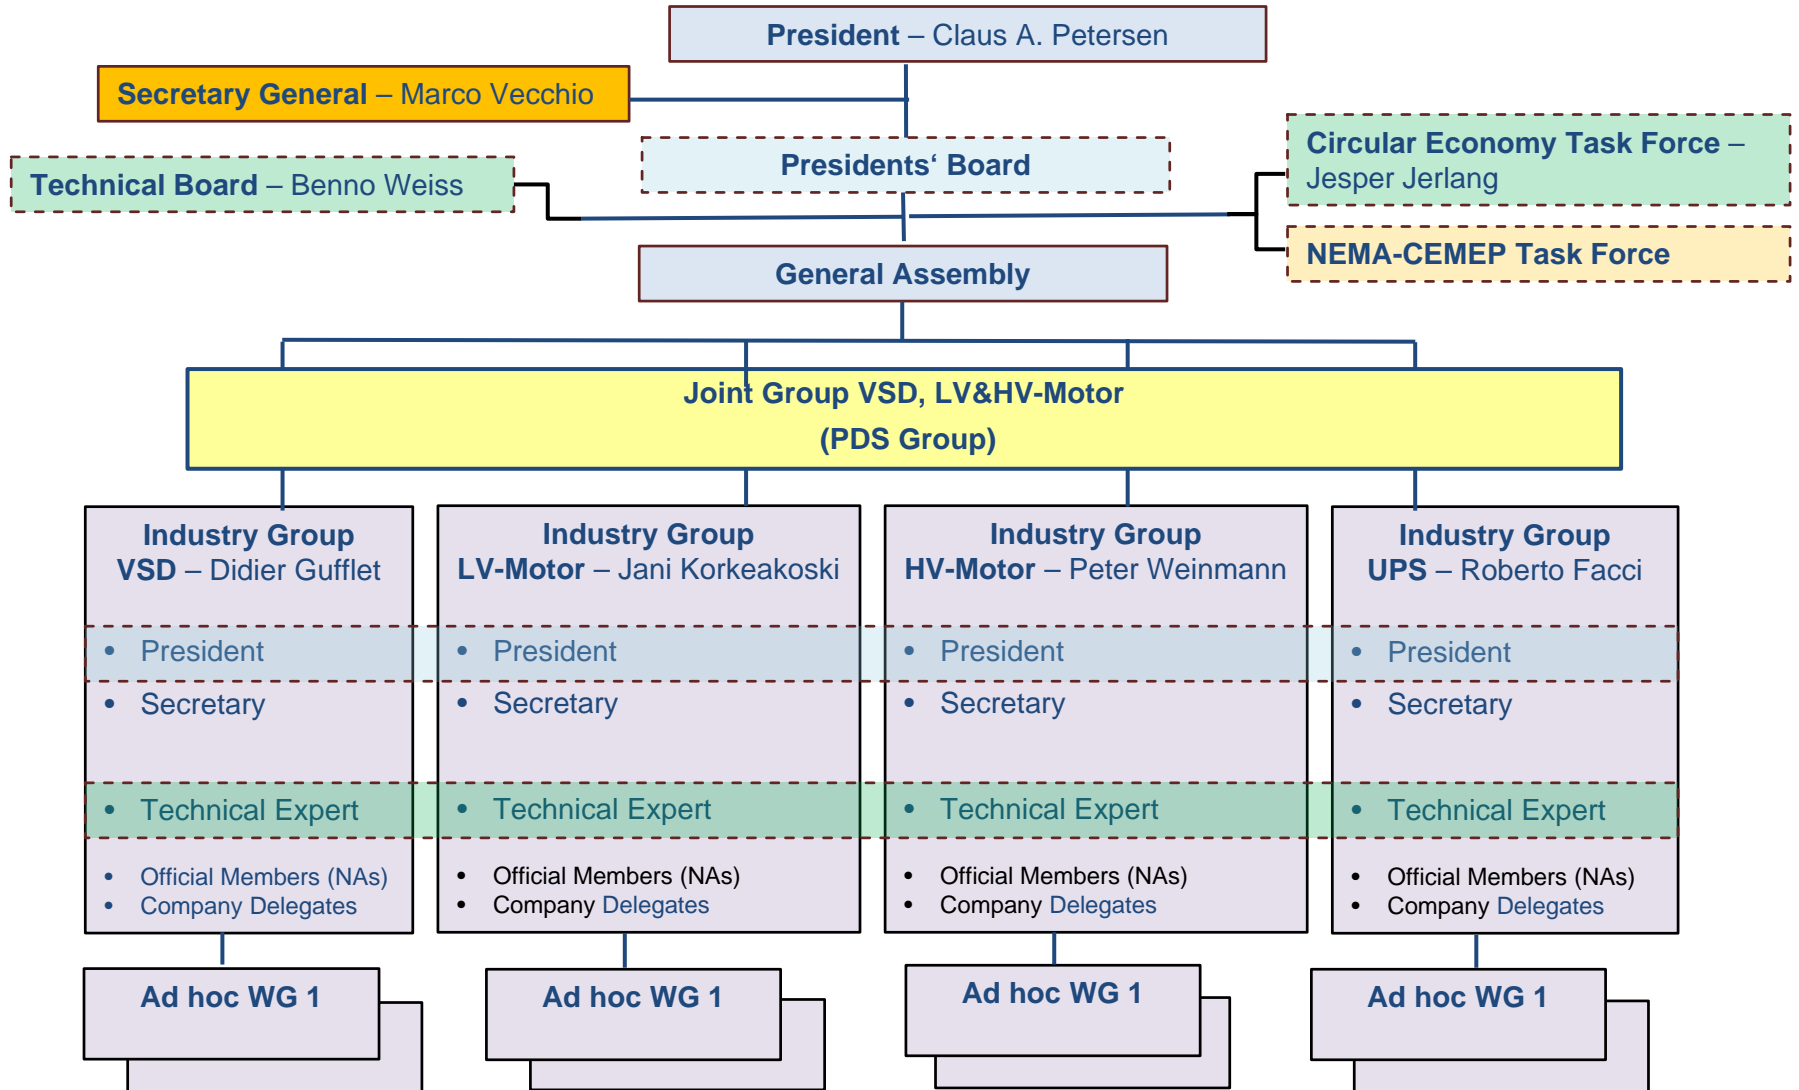 President – Claus A. Petersen
Secretary General – Marco Vecchio
Presidents‘ Board
Technical Board – Benno Weiss
Circular Economy Task Force –
Jesper Jerlang
NEMA-CEMEP Task Force
General Assembly
Joint Group VSD, LV&HV-Motor
(PDS Group)
Industry Group
VSD – Didier Gufflet
• President
• Secretary
• Technical Expert
• Official Members (NAs)
• Company Delegates
Industry Group
LV-Motor – Jani Korkeakoski
• President
• Secretary
• Technical Expert
• Official Members (NAs)
• Company Delegates
Industry Group
HV-Motor – Peter Weinmann
• President
• Secretary
• Technical Expert
• Official Members (NAs)
• Company Delegates
Industry Group
UPS – Roberto Facci
• President
• Secretary
• Technical Expert
• Official Members (NAs)
• Company Delegates
Ad hoc WG 1
Ad hoc WG 1
Ad hoc WG 1
Ad hoc WG 1